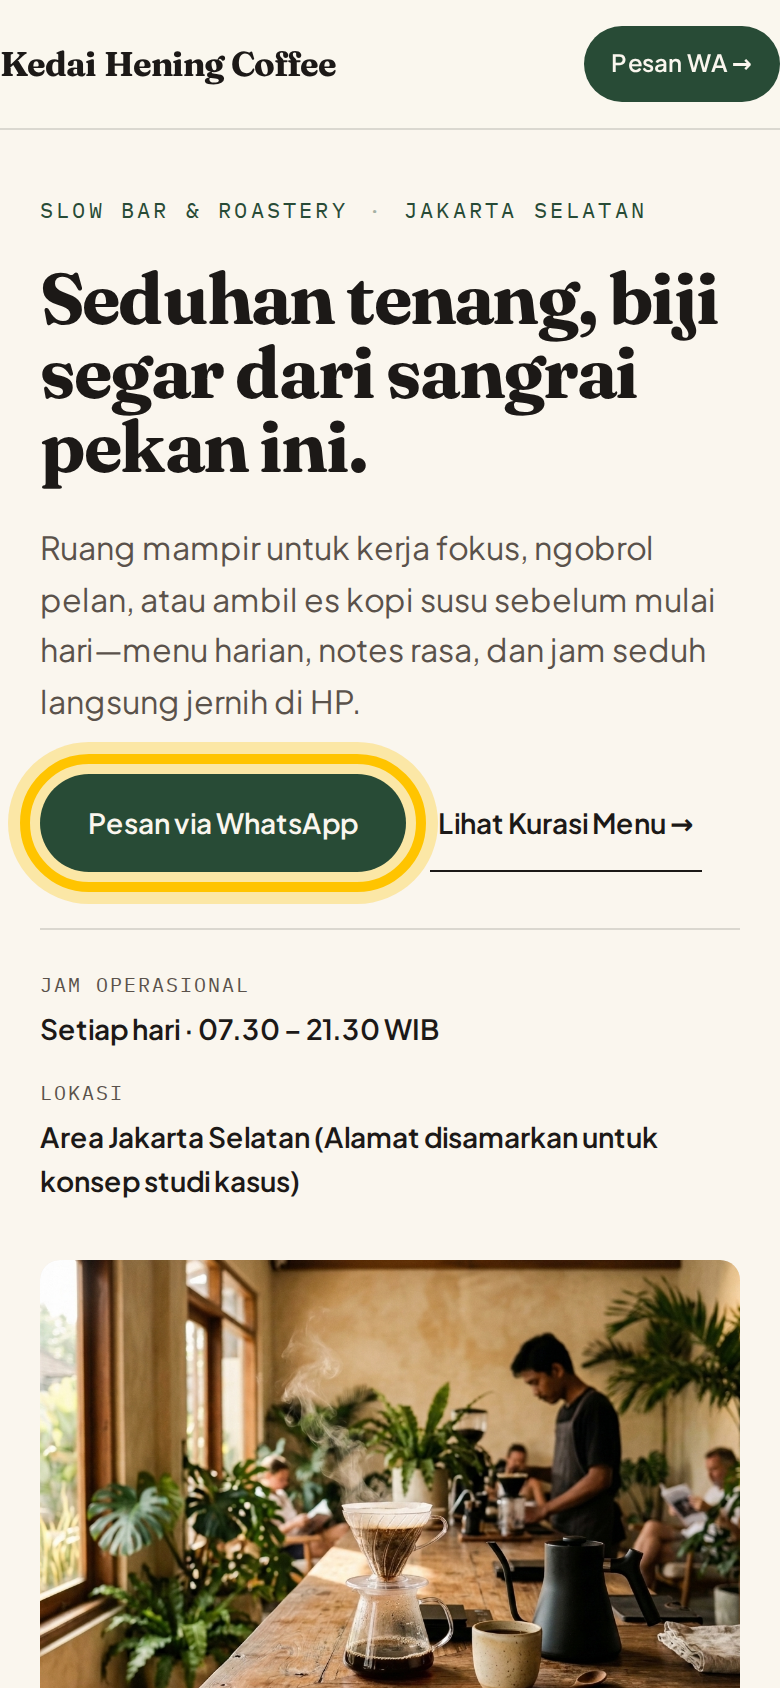 Kedai Hening Coffee
Pesan WA →
SLOW BAR & ROASTERY · JAKARTA SELATAN
Seduhan tenang, biji
segar dari sangrai
pekan ini.
Ruang mampir untuk kerja fokus, ngobrol
pelan, atau ambil es kopi susu sebelum mulai
hari—menu harian, notes rasa, dan jam seduh
langsung jernih di HP.
Pesan via WhatsApp
Lihat Kurasi Menu →
JAM OPERASIONAL
Setiap hari · 07.30 – 21.30 WIB
LOKASI
Area Jakarta Selatan (Alamat disamarkan untuk
konsep studi kasus)